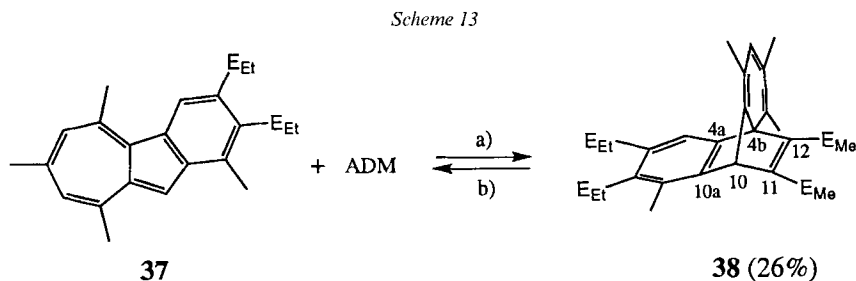 Scheme 13
E_Et
E_Et
+ ADM
a)
b)
4a
4b
12
E_Me
E_Et
E_Et
10a
10
11
E_Me
37
38 (26%)